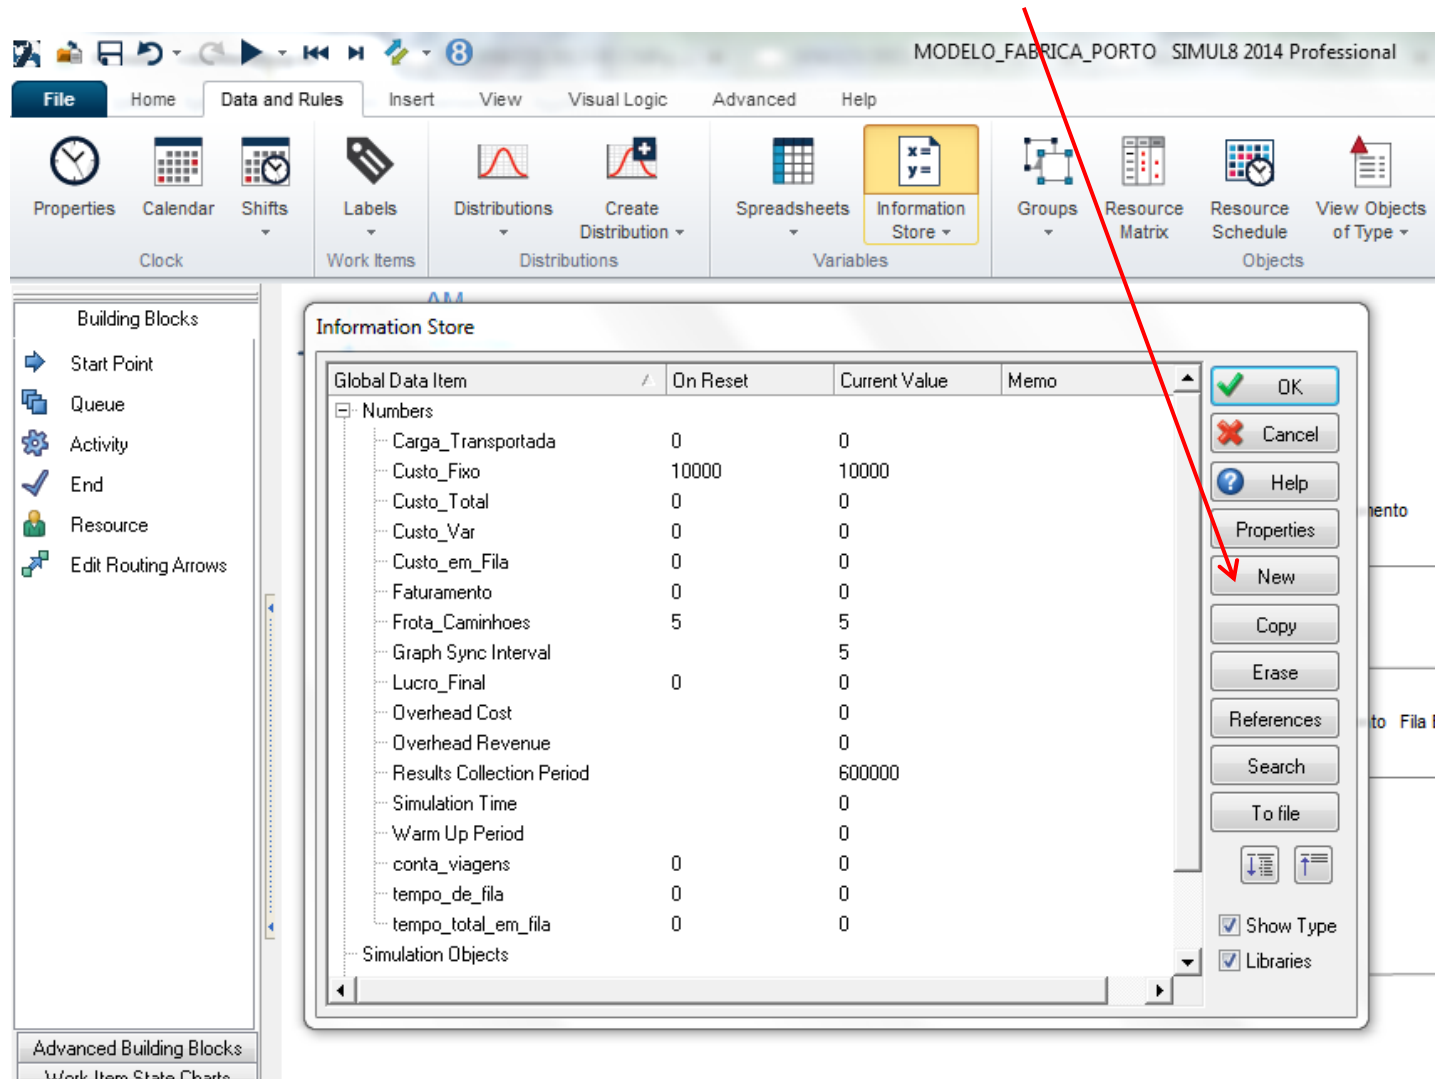 MODELO_FABRICA_PORTO SIMUL8 2014 Professional
File Home Data and Rules Insert View Visual Logic Advanced Help
x=
y=
Properties Calendar Shifts Labels Distributions Create Distribution Spreadsheets Information Store Groups Resource Matrix Resource Schedule View Objects of Type
Clock Work Items Distributions Variables Objects
AM
Building Blocks
Start Point
Queue
Activity
End
Resource
Edit Routing Arrows
Advanced Building Blocks
Work Item State Charts
Information Store
Global Data Item On Reset Current Value Memo
Numbers
Carga_Transportada 0 0
Custo_Fixo 10000 10000
Custo_Total 0 0
Custo_Var 0 0
Custo_em_Fila 0 0
Faturamento 0 0
Frota_Caminhoes 5 5
Graph Sync Interval 5
Lucro_Final 0 0
Overhead Cost 0
Overhead Revenue 0
Results Collection Period 600000
Simulation Time 0
Warm Up Period 0
conta_viagens 0 0
tempo_de_fila 0 0
tempo_total_em_fila 0 0
Simulation Objects
OK
Cancel
Help
Properties
New
Copy
Erase
References
Search
To file
Show Type
Libraries
Fila